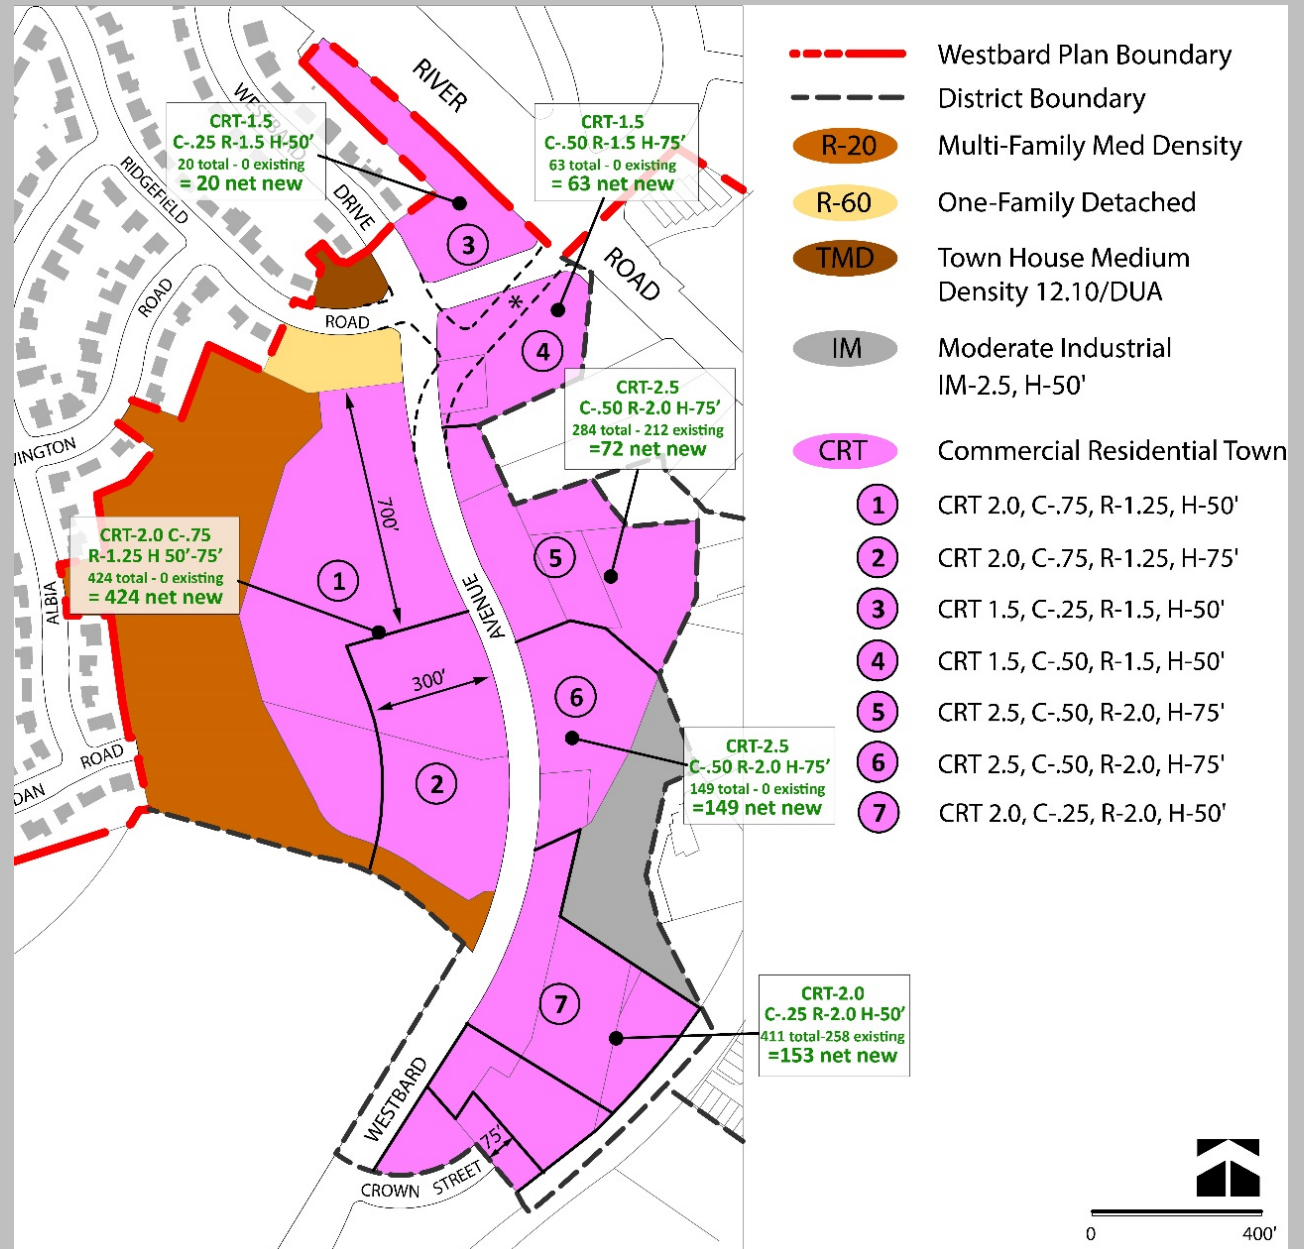 RIVER
ROAD
WESTBARD
DRIVE
CRT-1.5
C-.25 R-1.5 H-50'
20 total - 0 existing
= 20 net new
CRT-1.5
C-.50 R-1.5 H-75'
63 total - 0 existing
= 63 net new
RIDGEFIELD
ROAD
ROAD
3
*
4
CRT-2.5
C-.50 R-2.0 H-75'
284 total - 212 existing
=72 net new
VINGTON
700'
CRT-2.0 C-.75
R-1.25 H 50'-75'
424 total - 0 existing
= 424 net new
ALBIA
1
5
AVENUE
300'
6
ROAD
DAN
2
CRT-2.5
C-.50 R-2.0 H-75'
149 total - 0 existing
=149 net new
7
CRT-2.0
C-.25 R-2.0 H-50'
411 total-258 existing
=153 net new
WESTBARD
75'
CROWN STREET
Westbard Plan Boundary
District Boundary
R-20 Multi-Family Med Density
R-60 One-Family Detached
TMD Town House Medium
Density 12.10/DUA
IM Moderate Industrial
IM-2.5, H-50'
CRT Commercial Residential Town
1 CRT 2.0, C-.75, R-1.25, H-50'
2 CRT 2.0, C-.75, R-1.25, H-75'
3 CRT 1.5, C-.25, R-1.5, H-50'
4 CRT 1.5, C-.50, R-1.5, H-50'
5 CRT 2.5, C-.50, R-2.0, H-75'
6 CRT 2.5, C-.50, R-2.0, H-75'
7 CRT 2.0, C-.25, R-2.0, H-50'
0 400'